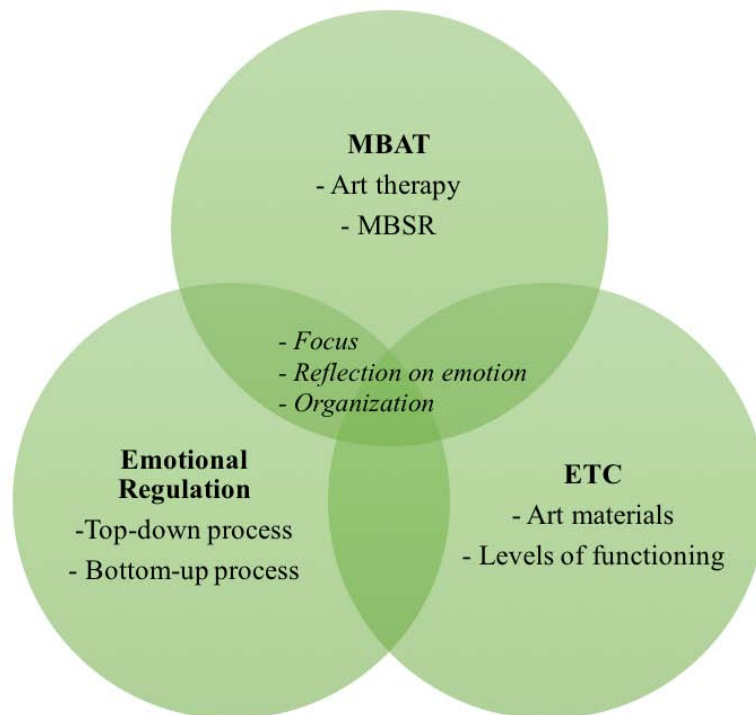 MBAT
- Art therapy
- MBSR
- Focus
- Reflection on emotion
- Organization
Emotional
Regulation
-Top-down process
- Bottom-up process
ETC
- Art materials
- Levels of functioning